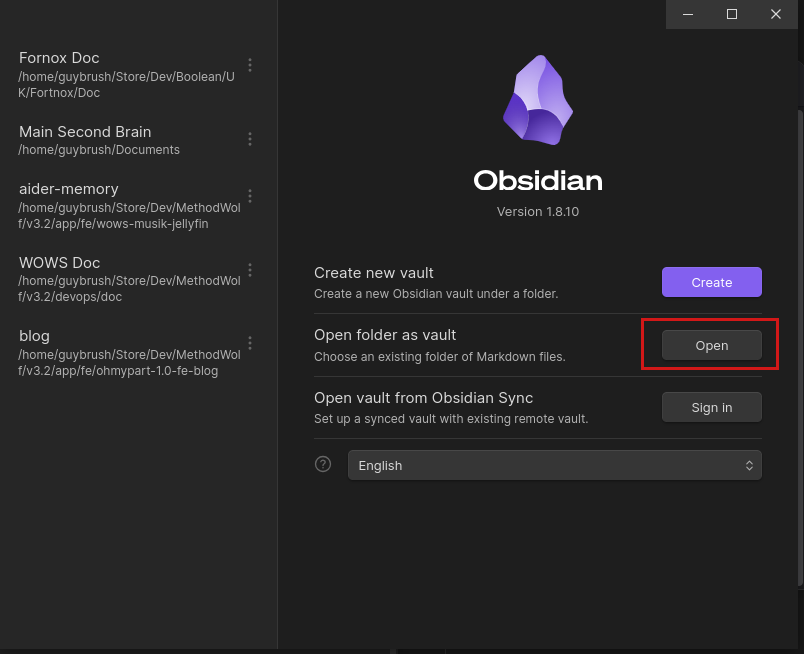 Fornox Doc
/home/guybrush/Store/Dev/Boolean/U
K/Fortnox/Doc
Main Second Brain
/home/guybrush/Documents
aider-memory
/home/guybrush/Store/Dev/MethodWol
f/v3.2/app/fe/wows-musik-jellyfin
WOWS Doc
/home/guybrush/Store/Dev/MethodWol
f/v3.2/devops/doc
blog
/home/guybrush/Store/Dev/MethodWol
f/v3.2/app/fe/ohmypart-1.0-fe-blog
Obsidian
Version 1.8.10
Create new vault
Create a new Obsidian vault under a folder.
Create
Open folder as vault
Choose an existing folder of Markdown files.
Open
Open vault from Obsidian Sync
Set up a synced vault with existing remote vault.
Sign in
?
English